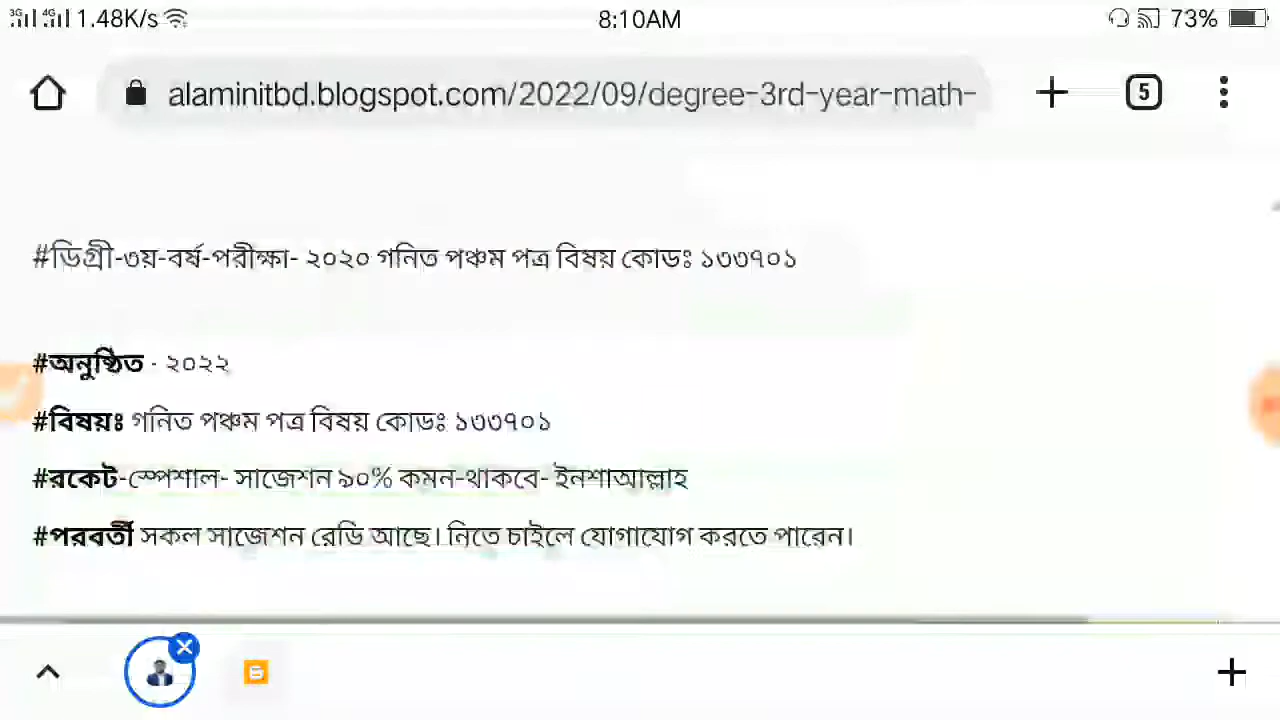 3G 4G 1.48K/s 8:10AM 73%
alaminitbd.blogspot.com/2022/09/degree-3rd-year-math- 5
#ডিগ্রী-৩য়-বর্ষ-পরীক্ষা- ২০২০ গনিত পঞ্চম পত্র বিষয় কোডঃ ১৩৩৭০১
#অনুষ্ঠিত - ২০২২
#বিষয়ঃ গনিত পঞ্চম পত্র বিষয় কোডঃ ১৩৩৭০১
#রকেট-স্পেশাল- সাজেশন ৯০% কমন-থাকবে- ইনশাআল্লাহ
#পরবর্তী সকল সাজেশন রেডি আছে। নিতে চাইলে যোগাযোগ করতে পারেন।